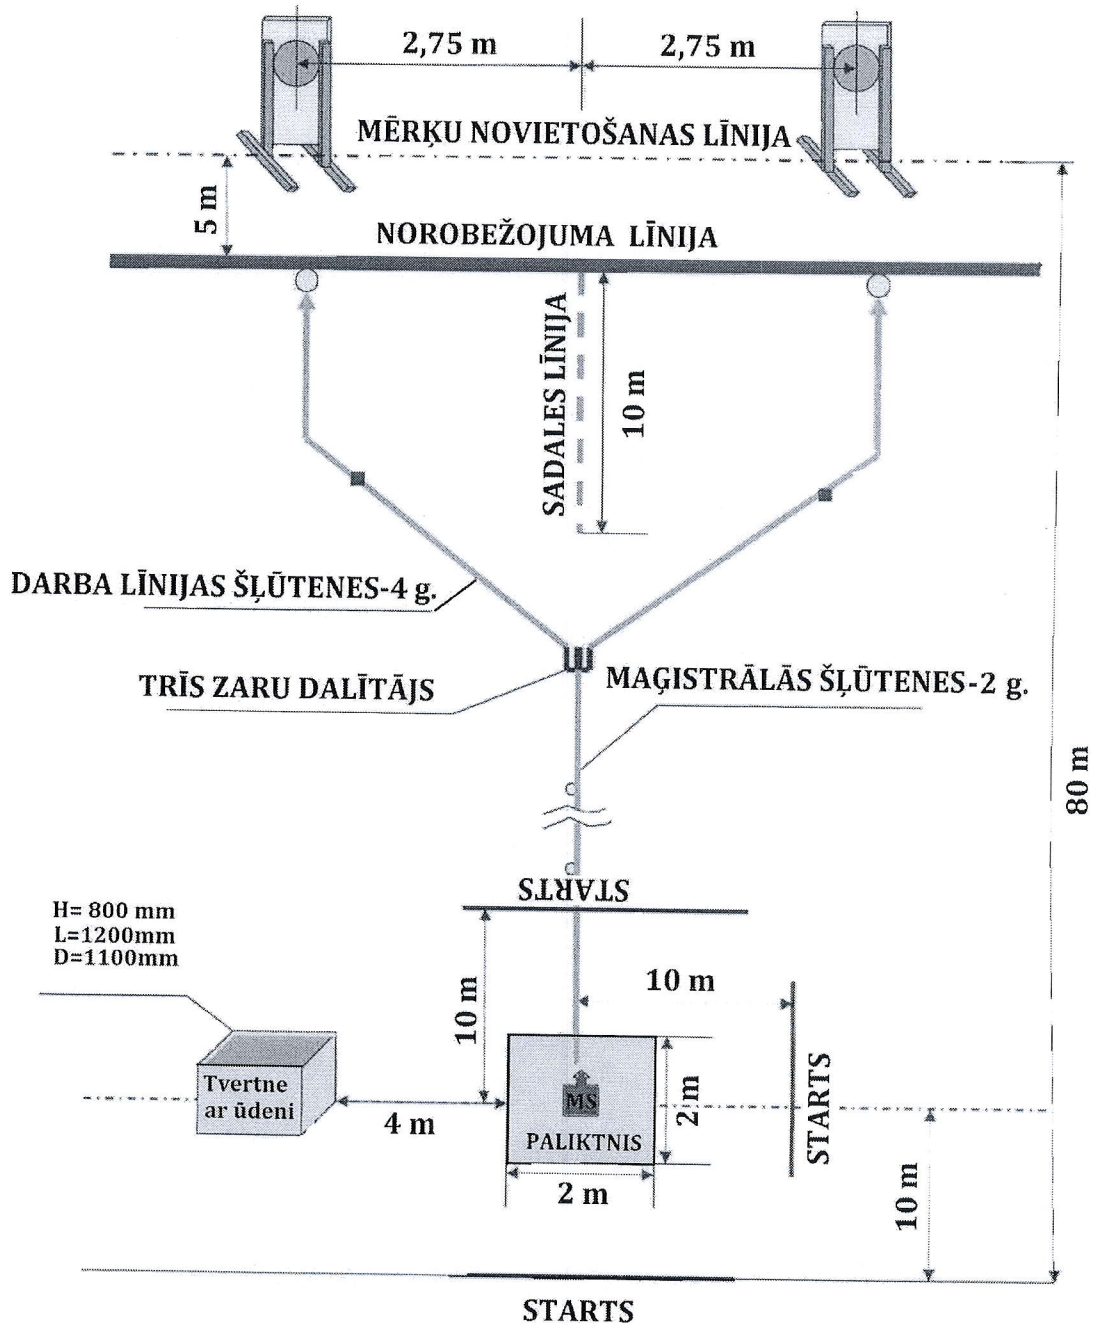 2,75 m
2,75 m
MĒRĶU NOVIETOŠANAS LĪNIJA
5 m
NOROBEŽOJUMA LĪNIJA
SADALES LĪNIJA
10 m
DARBA LĪNIJAS ŠĻŪTENES-4 g.
TRĪS ZARU DALĪTĀJS
MAĢISTRĀLĀS ŠĻŪTENES-2 g.
80 m
STARTS
H= 800 mm
L=1200mm
D=1100mm
10 m
10 m
Tvertne
ar ūdeni
4 m
MS
PALIKTNIS
2 m
2 m
STARTS
10 m
STARTS